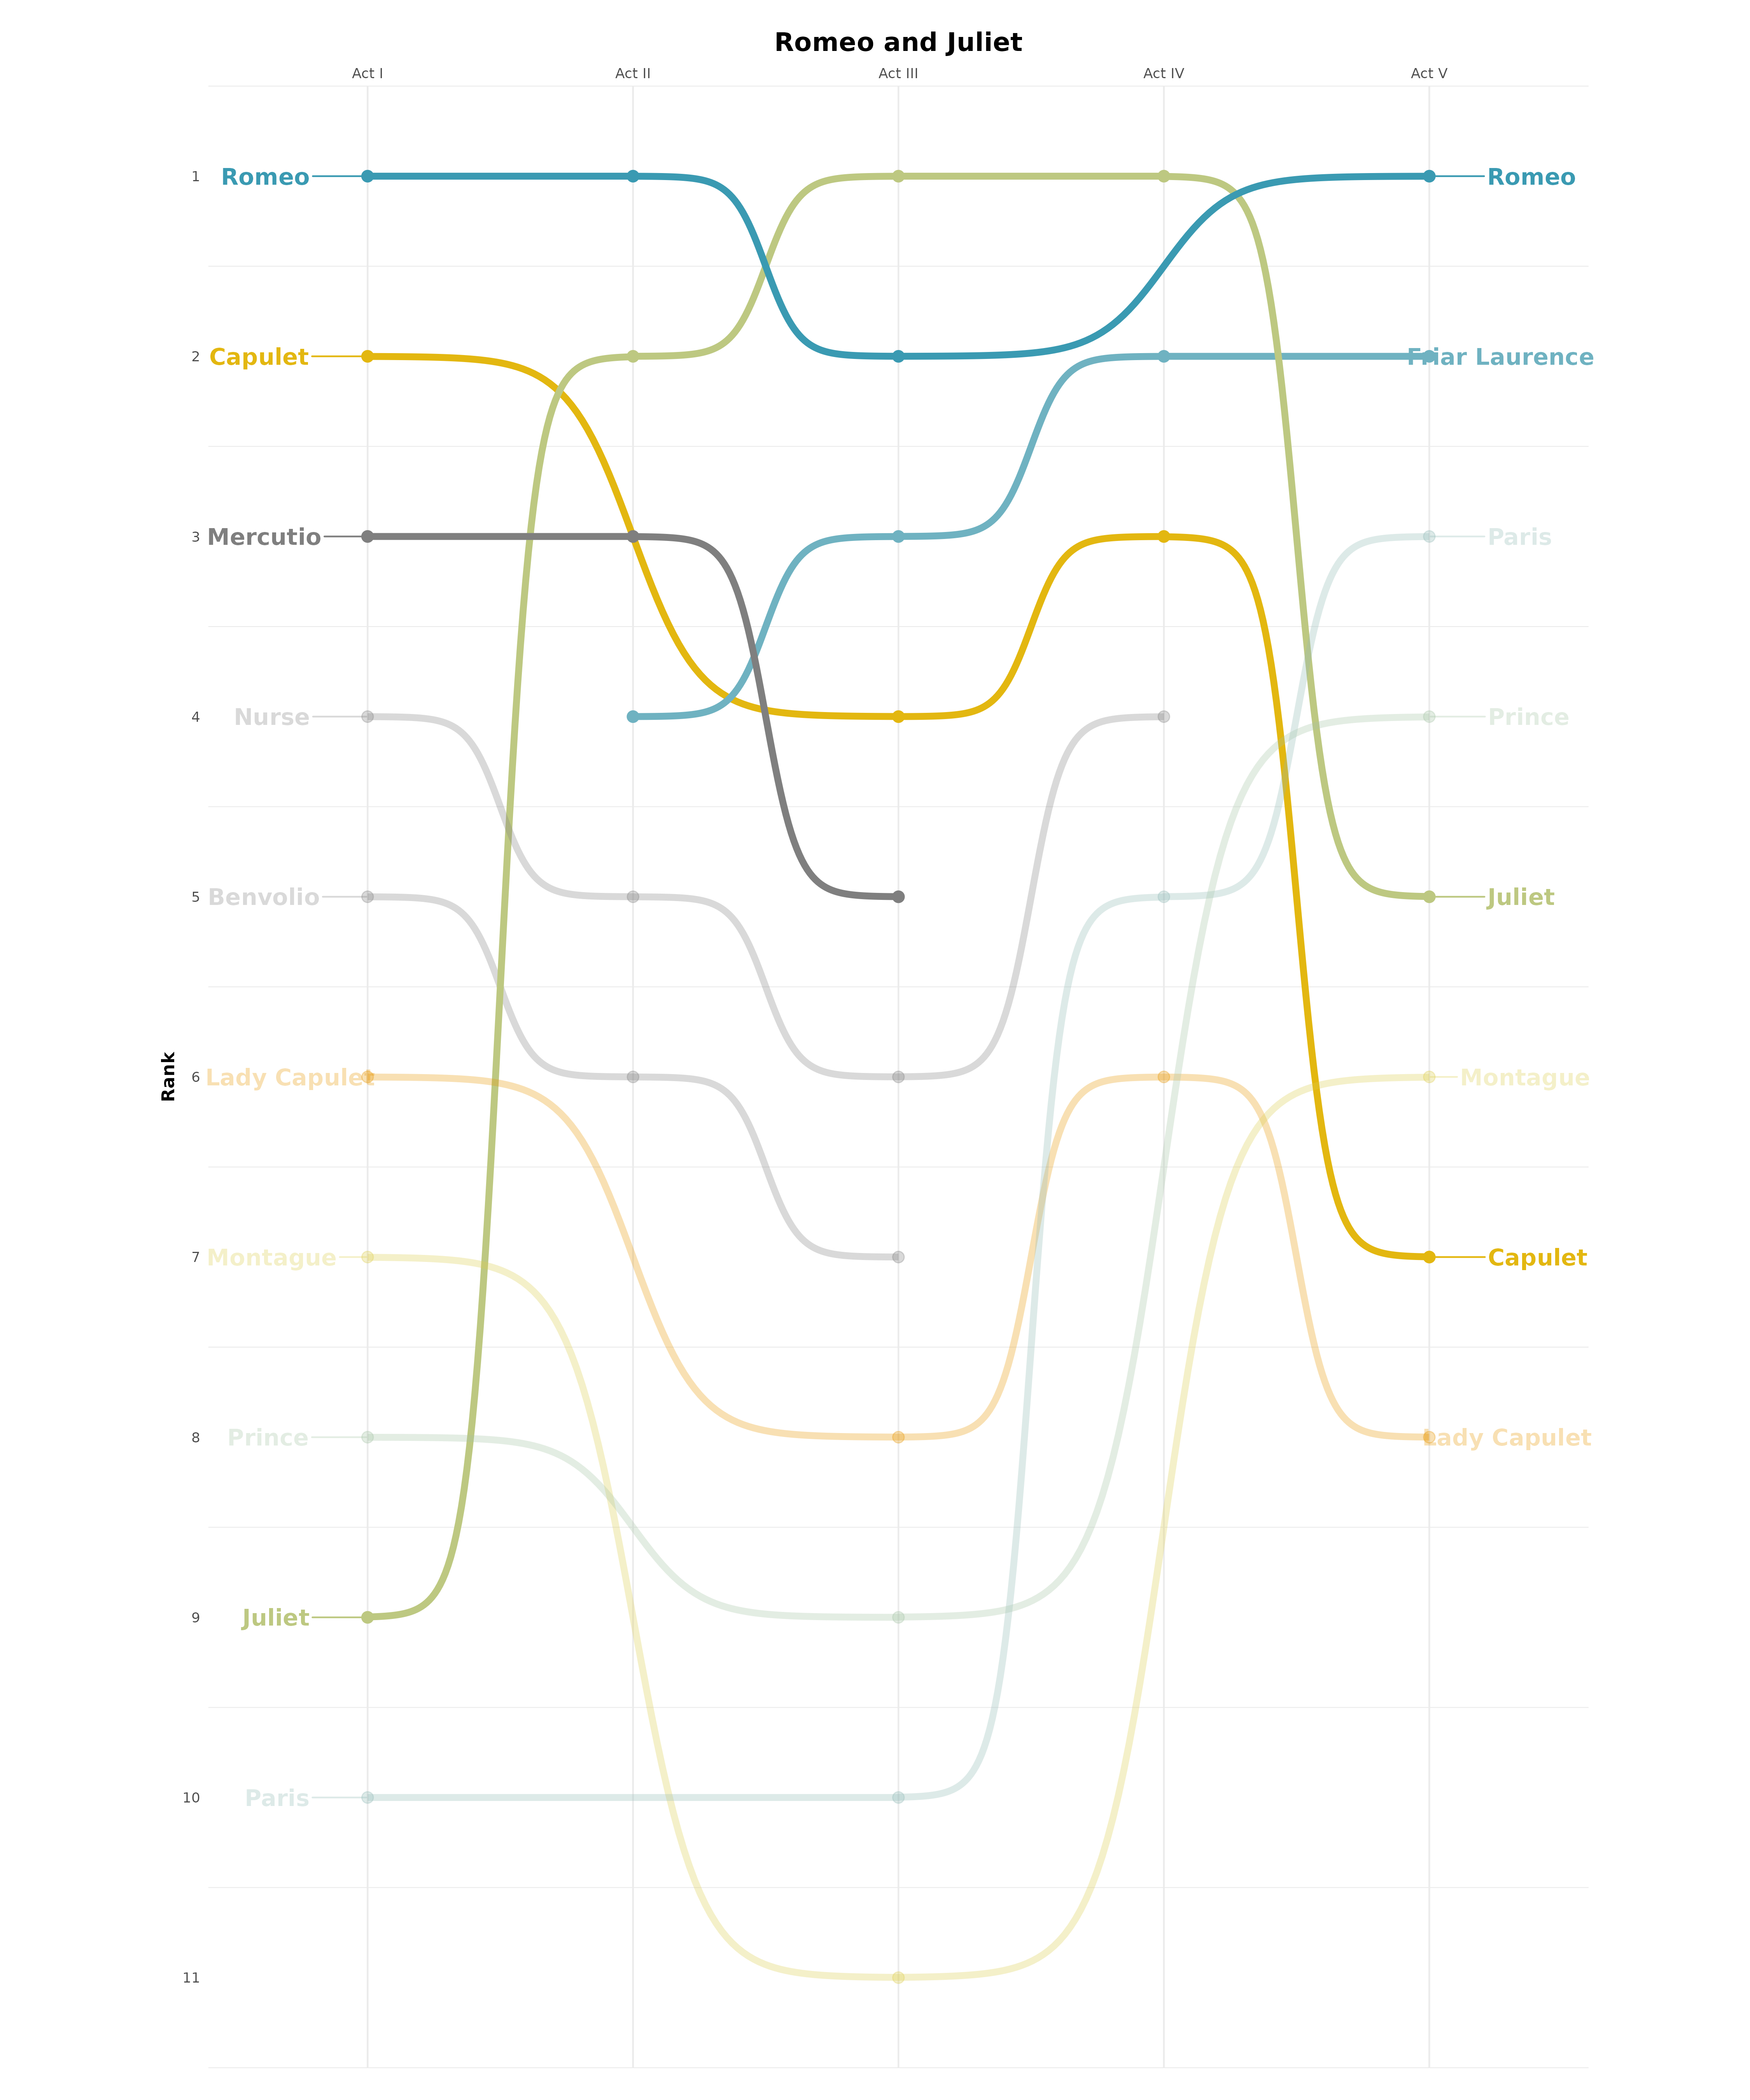 Romeo and Juliet
Act I Act II Act III Act IV Act V
1 Romeo Romeo
2 Capulet Friar Laurence
3 Mercutio Paris
4 Nurse Prince
5 Benvolio Juliet
Rank
6 Lady Capulet Montague
7 Montague Capulet
8 Prince Lady Capulet
9 Juliet
10 Paris
11